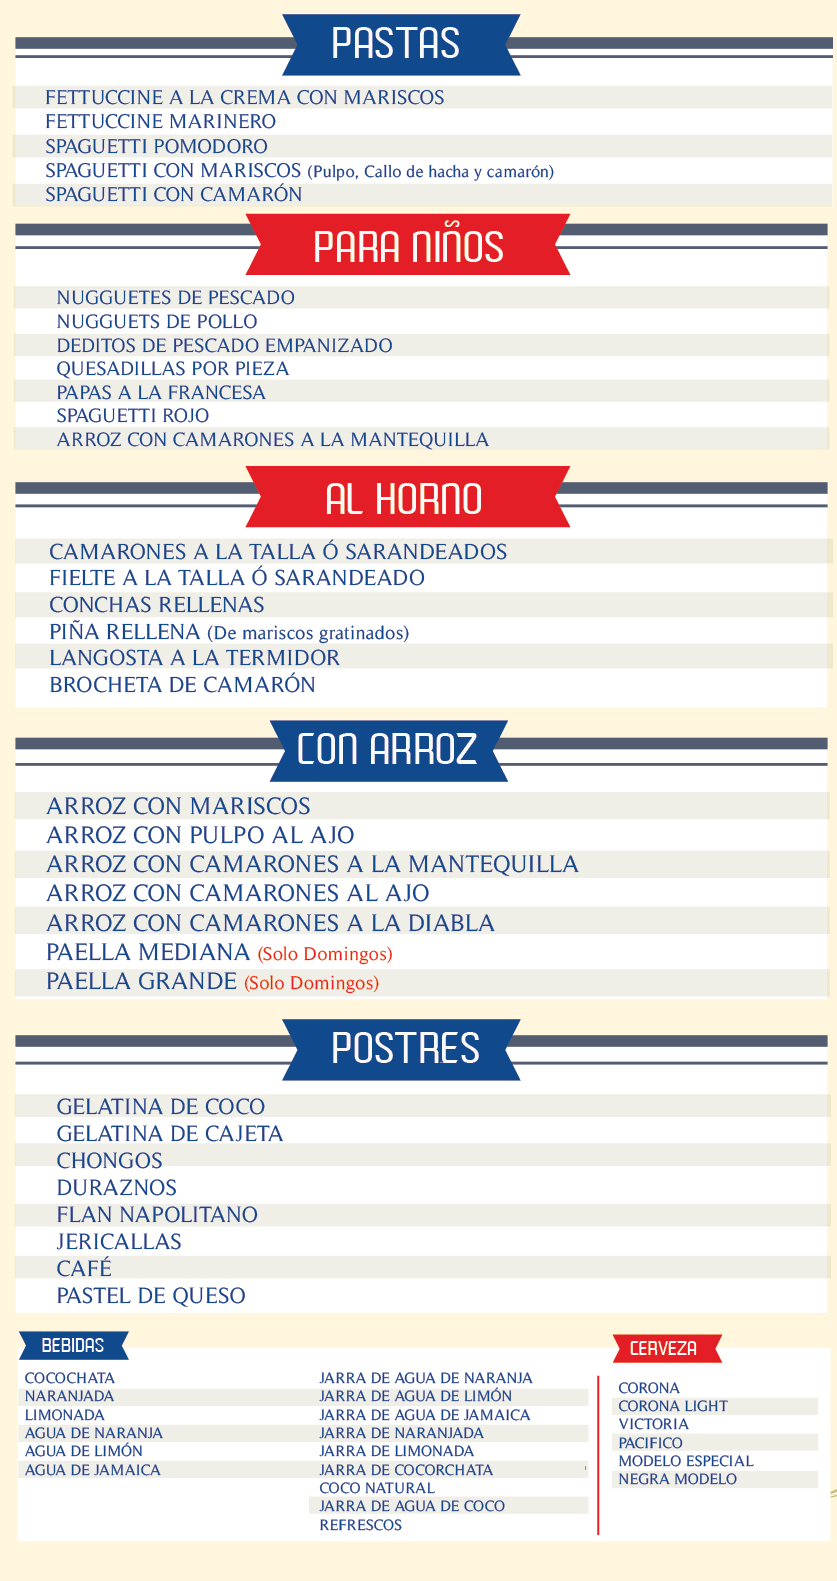 PASTAS
FETTUCCINE A LA CREMA CON MARISCOS
FETTUCCINE MARINERO
SPAGUETTI POMODORO
SPAGUETTI CON MARISCOS (Pulpo, Callo de hacha y camarón)
SPAGUETTI CON CAMARÓN
PARA NIÑOS
NUGGUETES DE PESCADO
NUGGUETS DE POLLO
DEDITOS DE PESCADO EMPANIZADO
QUESADILLAS POR PIEZA
PAPAS A LA FRANCESA
SPAGUETTI ROJO
ARROZ CON CAMARONES A LA MANTEQUILLA
AL HORNO
CAMARONES A LA TALLA Ó SARANDEADOS
FIELTE A LA TALLA Ó SARANDEADO
CONCHAS RELLENAS
PIÑA RELLENA (De mariscos gratinados)
LANGOSTA A LA TERMIDOR
BROCHETA DE CAMARÓN
CON ARROZ
ARROZ CON MARISCOS
ARROZ CON PULPO AL AJO
ARROZ CON CAMARONES A LA MANTEQUILLA
ARROZ CON CAMARONES AL AJO
ARROZ CON CAMARONES A LA DIABLA
PAELLA MEDIANA (Solo Domingos)
PAELLA GRANDE (Solo Domingos)
POSTRES
GELATINA DE COCO
GELATINA DE CAJETA
CHONGOS
DURAZNOS
FLAN NAPOLITANO
JERICALLAS
CAFÉ
PASTEL DE QUESO
BEBIDAS
COCOCHATA
NARANJADA
LIMONADA
AGUA DE NARANJA
AGUA DE LIMÓN
AGUA DE JAMAICA
JARRA DE AGUA DE NARANJA
JARRA DE AGUA DE LIMÓN
JARRA DE AGUA DE JAMAICA
JARRA DE NARANJADA
JARRA DE LIMONADA
JARRA DE COCORCHATA
COCO NATURAL
JARRA DE AGUA DE COCO
REFRESCOS
CERVEZA
CORONA
CORONA LIGHT
VICTORIA
PACIFICO
MODELO ESPECIAL
NEGRA MODELO